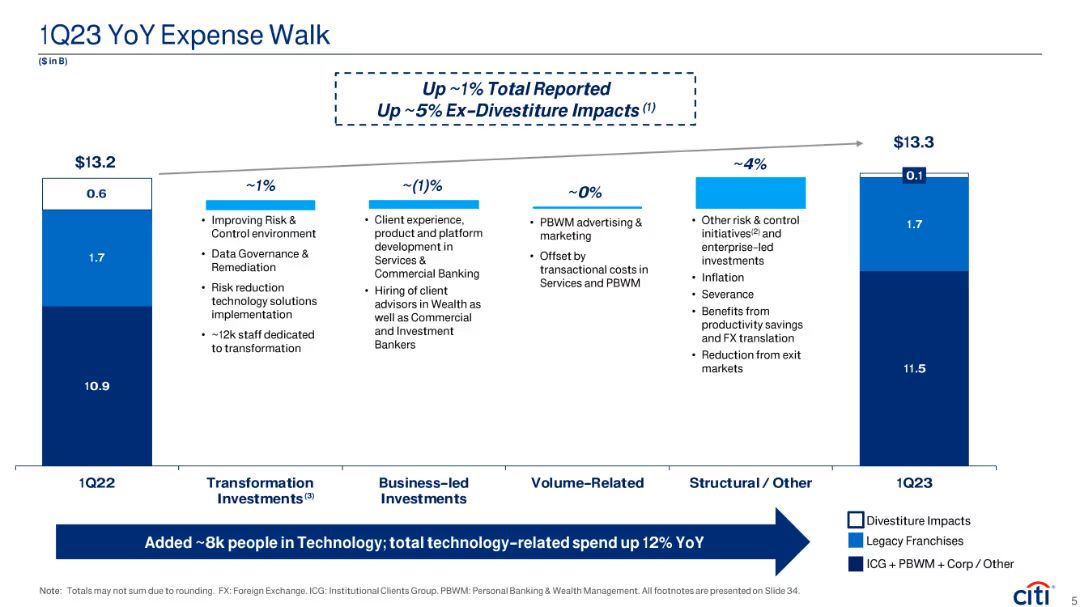 1Q23 YoY Expense Walk
($ in B)
Up ~1% Total Reported
Up ~5% Ex-Divestiture Impacts (1)
$13.2
0.6
1.7
10.9
1Q22
~1%
• Improving Risk &
Control environment
• Data Governance &
Remediation
• Risk reduction
technology solutions
implementation
• ~12k staff dedicated
to transformation
Transformation
Investments(3)
~(1)%
• Client experience,
product and platform
development in
Services &
Commercial Banking
• Hiring of client
advisors in Wealth as
well as Commercial
and Investment
Bankers
Business-led
Investments
~0%
• PBWM advertising &
marketing
• Offset by
transactional costs in
Services and PBWM
Volume-Related
~4%
• Other risk & control
initiatives(2) and
enterprise-led
investments
• Inflation
• Severance
• Benefits from
productivity savings
and FX translation
• Reduction from exit
markets
Structural / Other
$13.3
0.1
1.7
11.5
1Q23
Added ~8k people in Technology; total technology-related spend up 12% YoY
Divestiture Impacts
Legacy Franchises
ICG + PBWM + Corp / Other
Note: Totals may not sum due to rounding. FX: Foreign Exchange. ICG: Institutional Clients Group. PBWM: Personal Banking & Wealth Management. All footnotes are presented on Slide 34.
citi
5